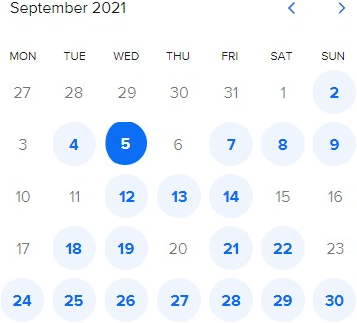 September 2021
MON TUE WED THU FRI SAT SUN
27 28 29 30 31 1 2
3 4 5 6 7 8 9
10 11 12 13 14 15 16
17 18 19 20 21 22 23
24 25 26 27 28 29 30